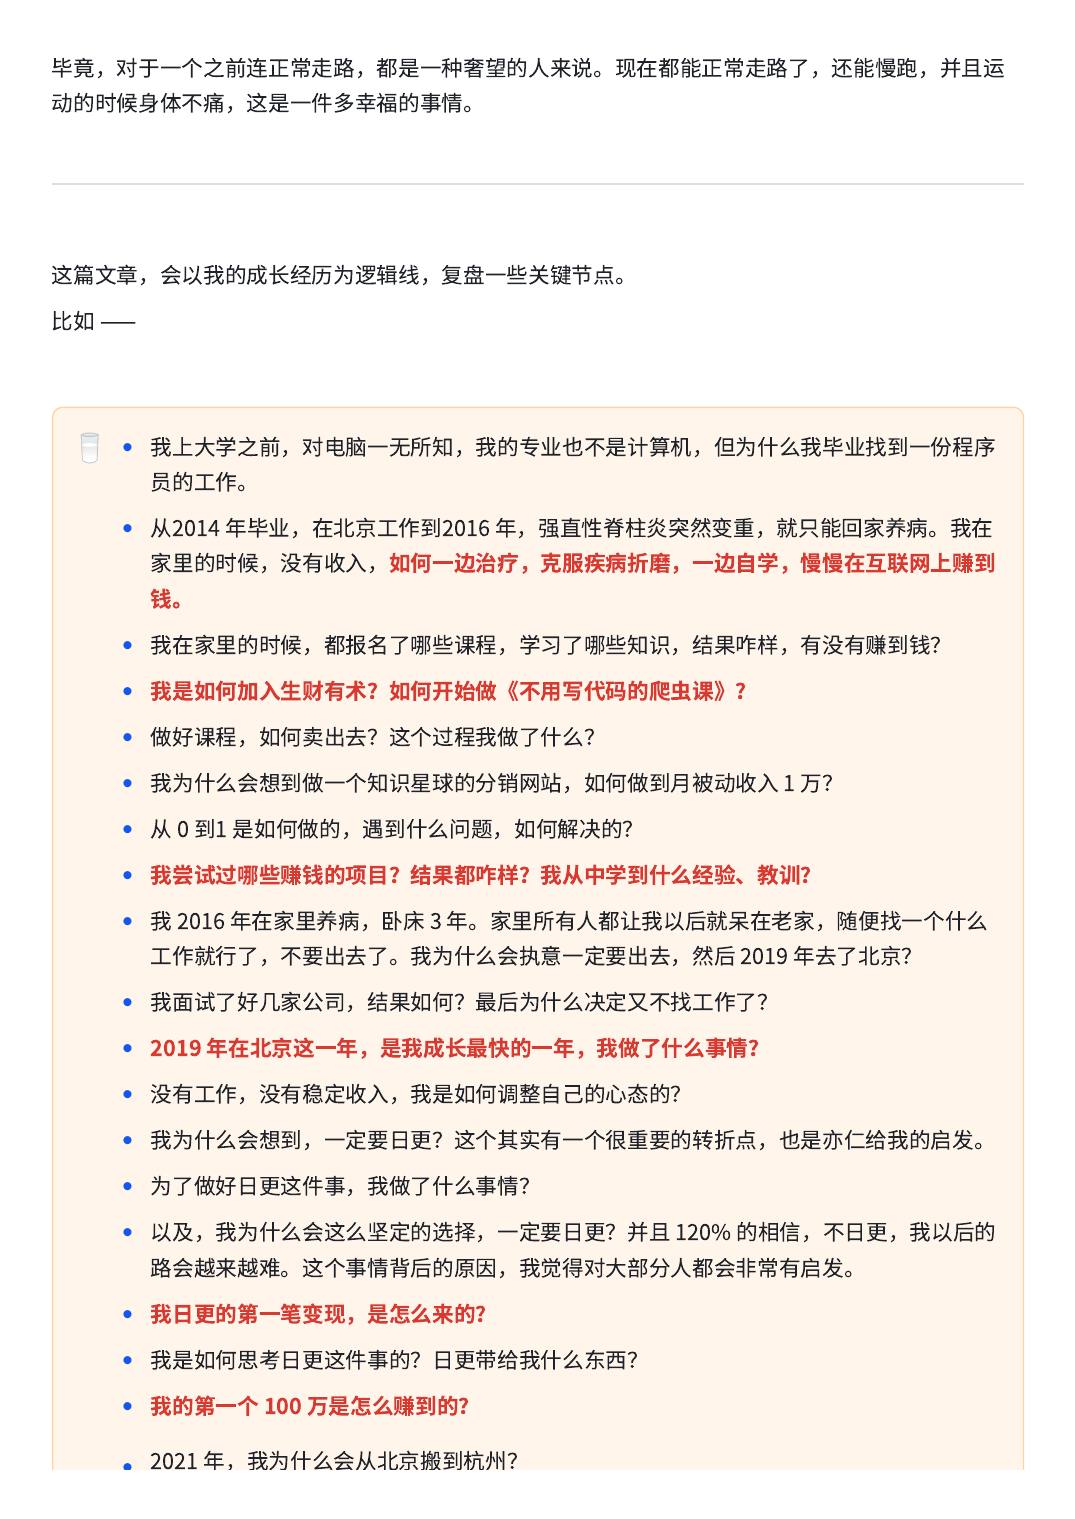 毕竟，对于一个之前连正常走路，都是一种奢望的人来说。现在都能正常走路了，还能慢跑，并且运
动的时候身体不痛，这是一件多幸福的事情。
这篇文章，会以我的成长经历为逻辑线，复盘一些关键节点。
比如 ——
我上大学之前，对电脑一无所知，我的专业也不是计算机，但为什么我毕业找到一份程序
员的工作。
从2014 年毕业，在北京工作到2016 年，强直性脊柱炎突然变重，就只能回家养病。我在
家里的时候，没有收入，如何一边治疗，克服疾病折磨，一边自学，慢慢在互联网上赚到
钱。
我在家里的时候，都报名了哪些课程，学习了哪些知识，结果咋样，有没有赚到钱？
我是如何加入生财有术？如何开始做《不用写代码的爬虫课》？
做好课程，如何卖出去？这个过程我做了什么？
我为什么会想到做一个知识星球的分销网站，如何做到月被动收入 1 万？
从 0 到1 是如何做的，遇到什么问题，如何解决的？
我尝试过哪些赚钱的项目？结果都咋样？我从中学到什么经验、教训？
我 2016 年在家里养病，卧床 3 年。家里所有人都让我以后就呆在老家，随便找一个什么
工作就行了，不要出去了。我为什么会执意一定要出去，然后 2019 年去了北京？
我面试了好几家公司，结果如何？最后为什么决定又不找工作了？
2019 年在北京这一年，是我成长最快的一年，我做了什么事情？
没有工作，没有稳定收入，我是如何调整自己的心态的？
我为什么会想到，一定要日更？这个其实有一个很重要的转折点，也是亦仁给我的启发。
为了做好日更这件事，我做了什么事情？
以及，我为什么会这么坚定的选择，一定要日更？并且 120% 的相信，不日更，我以后的
路会越来越难。这个事情背后的原因，我觉得对大部分人都会非常有启发。
我日更的第一笔变现，是怎么来的？
我是如何思考日更这件事的？日更带给我什么东西？
我的第一个 100 万是怎么赚到的？
2021 年，我为什么会从北京搬到杭州？